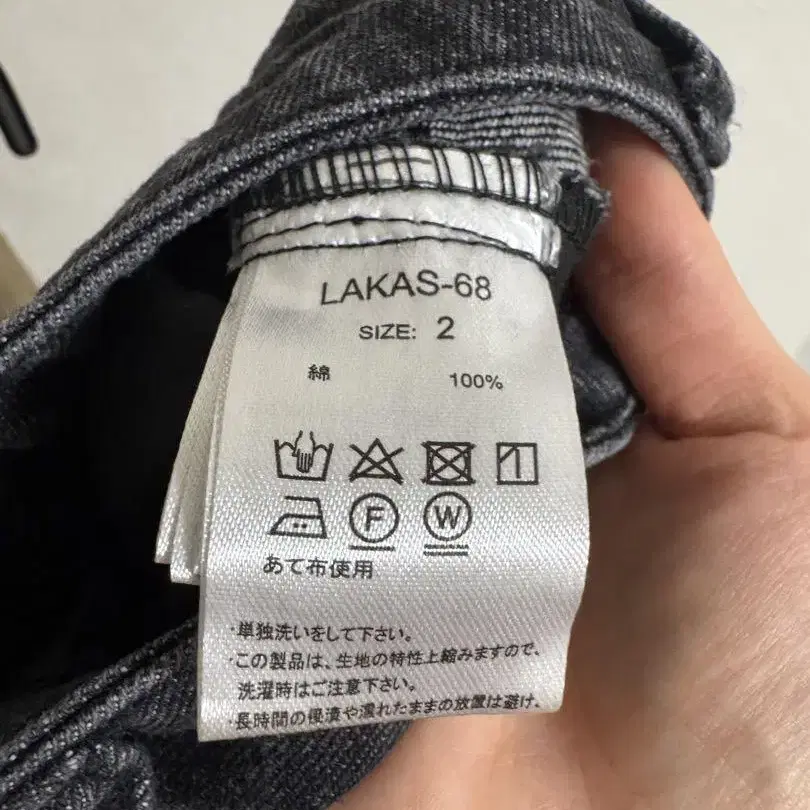 LAKAS-68
SIZE: 2
綿 100%
F W
あて布使用
・単独洗いをして下さい。
・この製品は、生地の特性上縮みますので、
洗濯時はご注意下さい。
・長時間の浸漬や濡れたままの放置は避け、